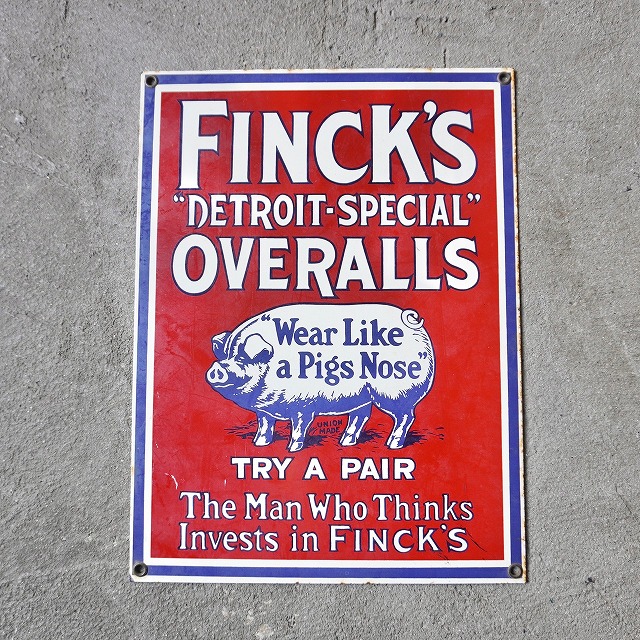 FINCK'S
"DETROIT-SPECIAL"
OVERALLS
"Wear Like
a Pigs Nose"
UNION
MADE
TRY A PAIR
The Man Who Thinks
Invests in FINCK'S